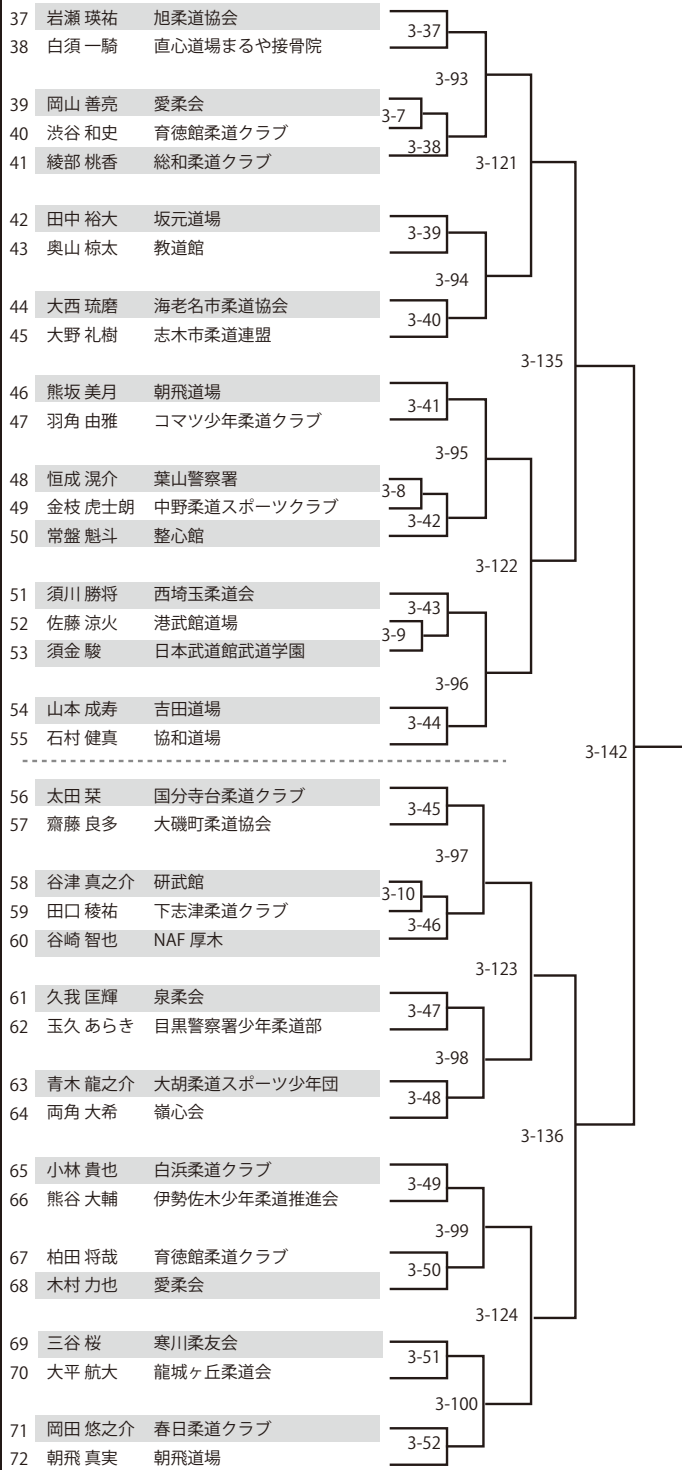 37 岩瀬 瑛祐 旭柔道協会
38 白須 一騎 直心道場まるや接骨院
3-37
3-93
39 岡山 善亮 愛柔会
40 渋谷 和史 育徳館柔道クラブ
41 綾部 桃香 総和柔道クラブ
3-7
3-38
3-121
42 田中 裕大 坂元道場
43 奥山 椋太 教道館
3-39
3-94
44 大西 琉磨 海老名市柔道協会
45 大野 礼樹 志木市柔道連盟
3-40
3-135
46 熊坂 美月 朝飛道場
47 羽角 由雅 コマツ少年柔道クラブ
3-41
3-95
48 恒成 滉介 葉山警察署
49 金枝 虎士朗 中野柔道スポーツクラブ
50 常盤 魁斗 整心館
3-8
3-42
3-122
51 須川 勝将 西埼玉柔道会
52 佐藤 涼火 港武館道場
53 須金 駿 日本武道館武道学園
3-43
3-9
3-96
54 山本 成寿 吉田道場
55 石村 健真 協和道場
3-44
3-142
56 太田 栞 国分寺台柔道クラブ
57 齋藤 良多 大磯町柔道協会
3-45
3-97
58 谷津 真之介 研武館
59 田口 稜祐 下志津柔道クラブ
60 谷崎 智也 NAF 厚木
3-10
3-46
3-123
61 久我 匡輝 泉柔会
62 玉久 あらき 目黒警察署少年柔道部
3-47
3-98
63 青木 龍之介 大胡柔道スポーツ少年団
64 両角 大希 嶺心会
3-48
3-136
65 小林 貴也 白浜柔道クラブ
66 熊谷 大輔 伊勢佐木少年柔道推進会
3-49
3-99
67 柏田 将哉 育徳館柔道クラブ
68 木村 力也 愛柔会
3-50
3-124
69 三谷 桜 寒川柔友会
70 大平 航大 龍城ヶ丘柔道会
3-51
3-100
71 岡田 悠之介 春日柔道クラブ
72 朝飛 真実 朝飛道場
3-52